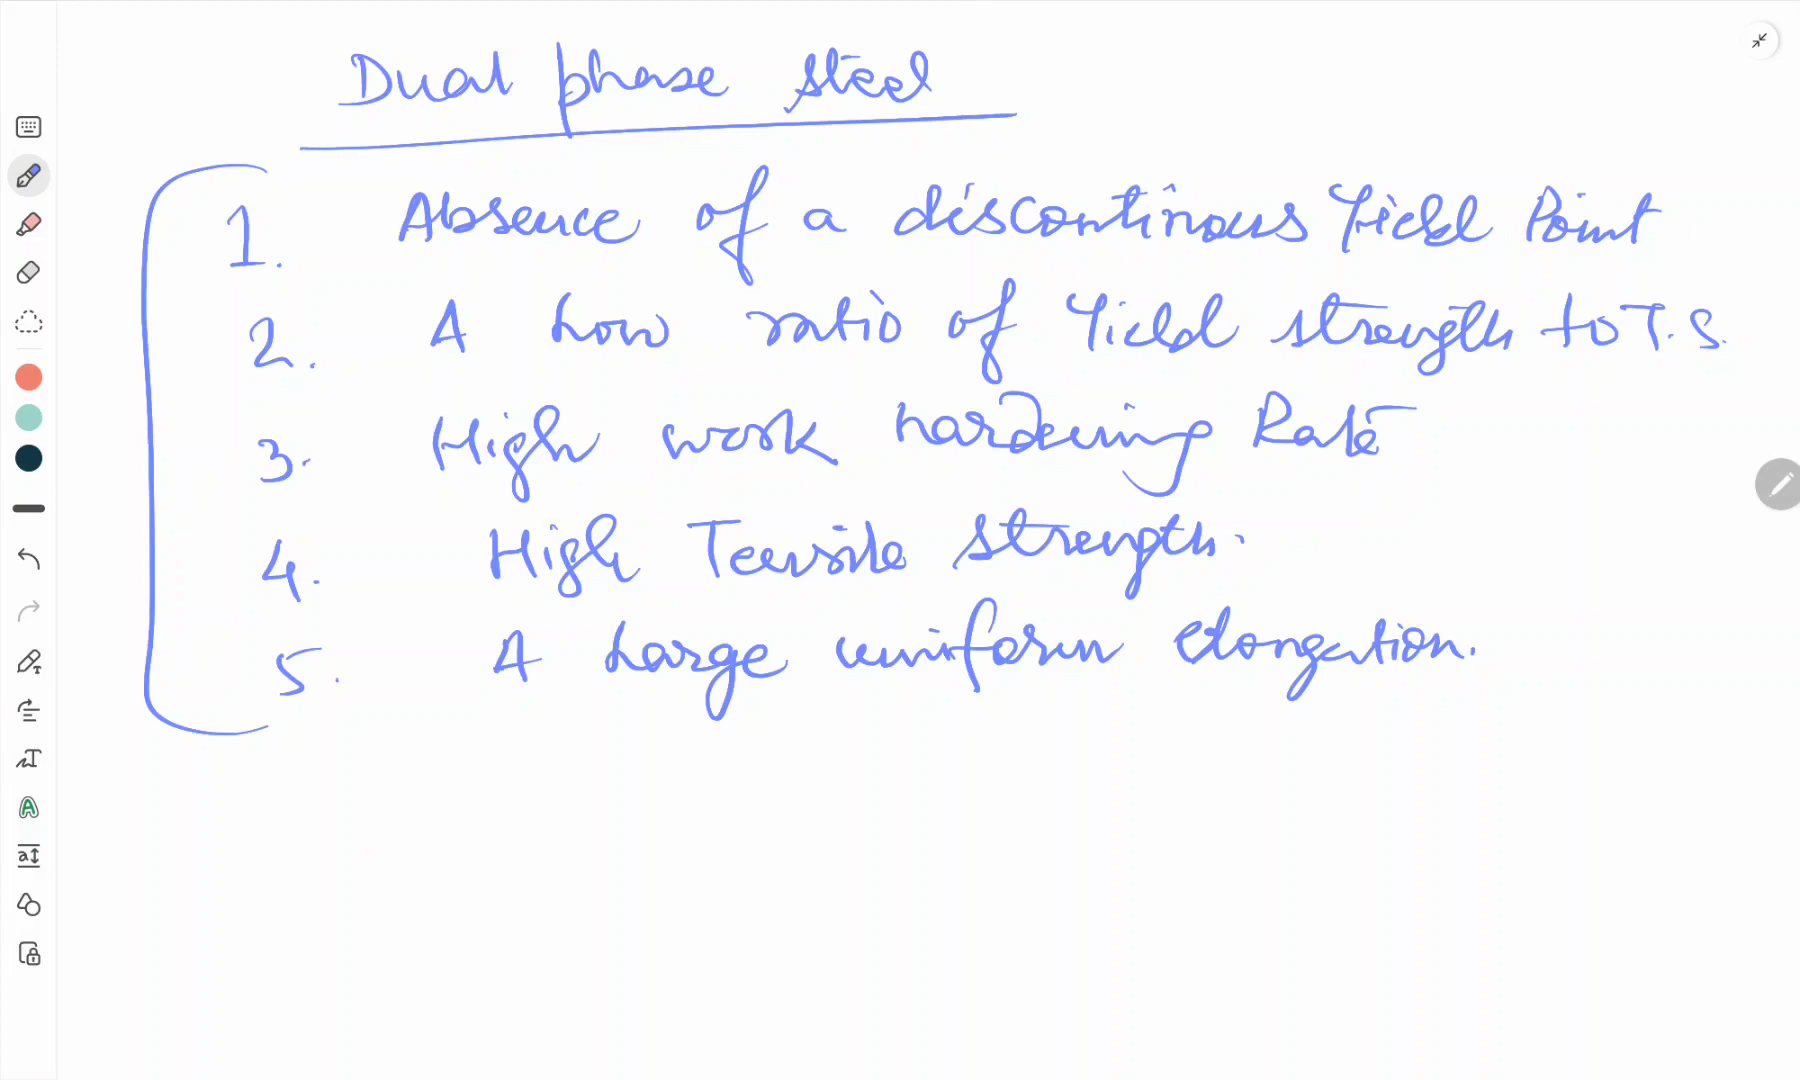 Dual phase steel
1. Absence of a discontinous Yield Point
2. A Low ratio of Yield strength to T.S.
3. High work hardening Rate
4. High Tensile strength.
5. A Large uniform elongation.